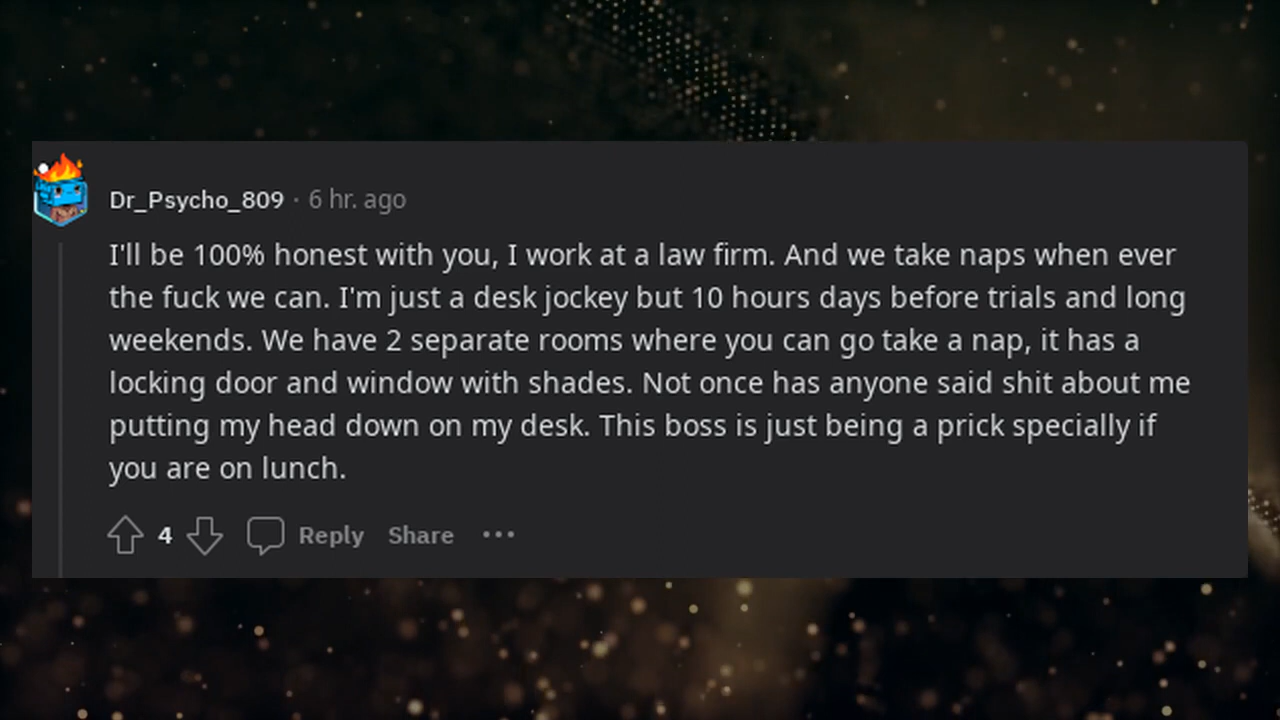 Dr_Psycho_809 · 6 hr. ago
I'll be 100% honest with you, I work at a law firm. And we take naps when ever
the fuck we can. I'm just a desk jockey but 10 hours days before trials and long
weekends. We have 2 separate rooms where you can go take a nap, it has a
locking door and window with shades. Not once has anyone said shit about me
putting my head down on my desk. This boss is just being a prick specially if
you are on lunch.
4 Reply Share ...